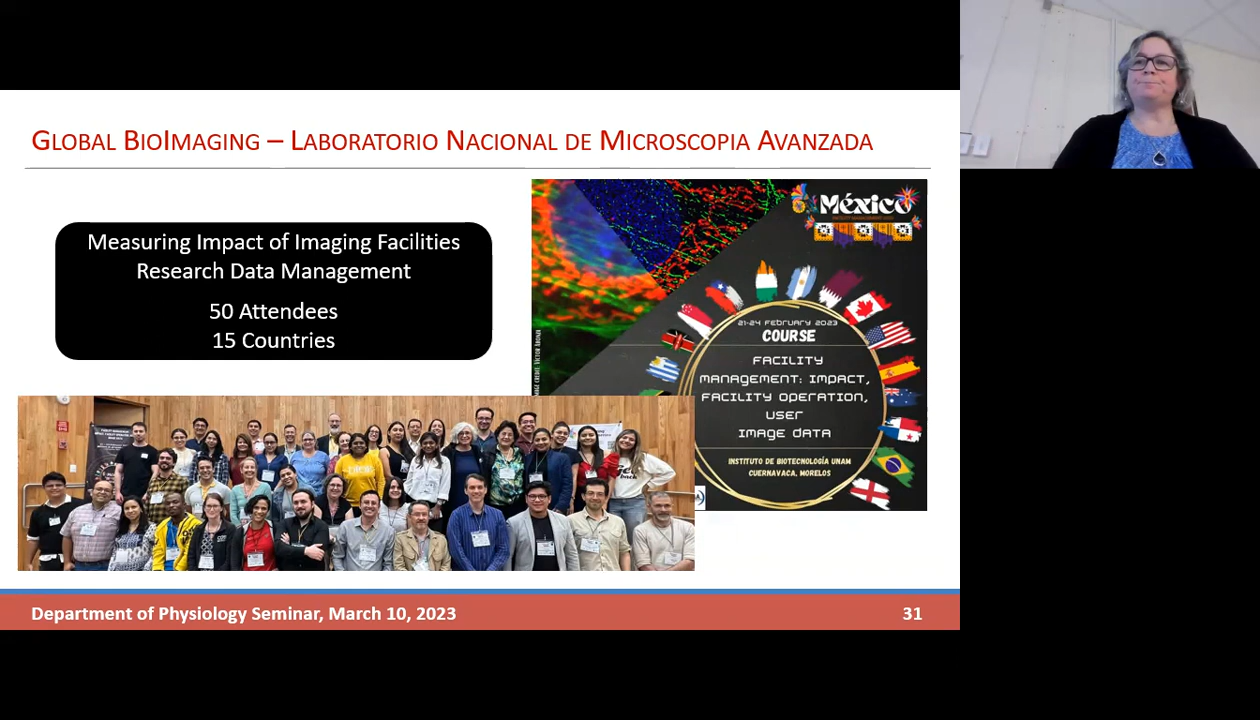 GLOBAL BIOIMAGING – LABORATORIO NACIONAL DE MICROSCOPIA AVANZADA
Measuring Impact of Imaging Facilities
Research Data Management
50 Attendees
15 Countries
México
21-24 FEBRUARY 2023
COURSE
FACILITY
MANAGEMENT: IMPACT,
FACILITY OPERATION,
USER
IMAGE DATA
INSTITUTO DE BIOTECNOLOGÍA UNAM
CUERNAVACA, MORELOS
Department of Physiology Seminar, March 10, 2023
31